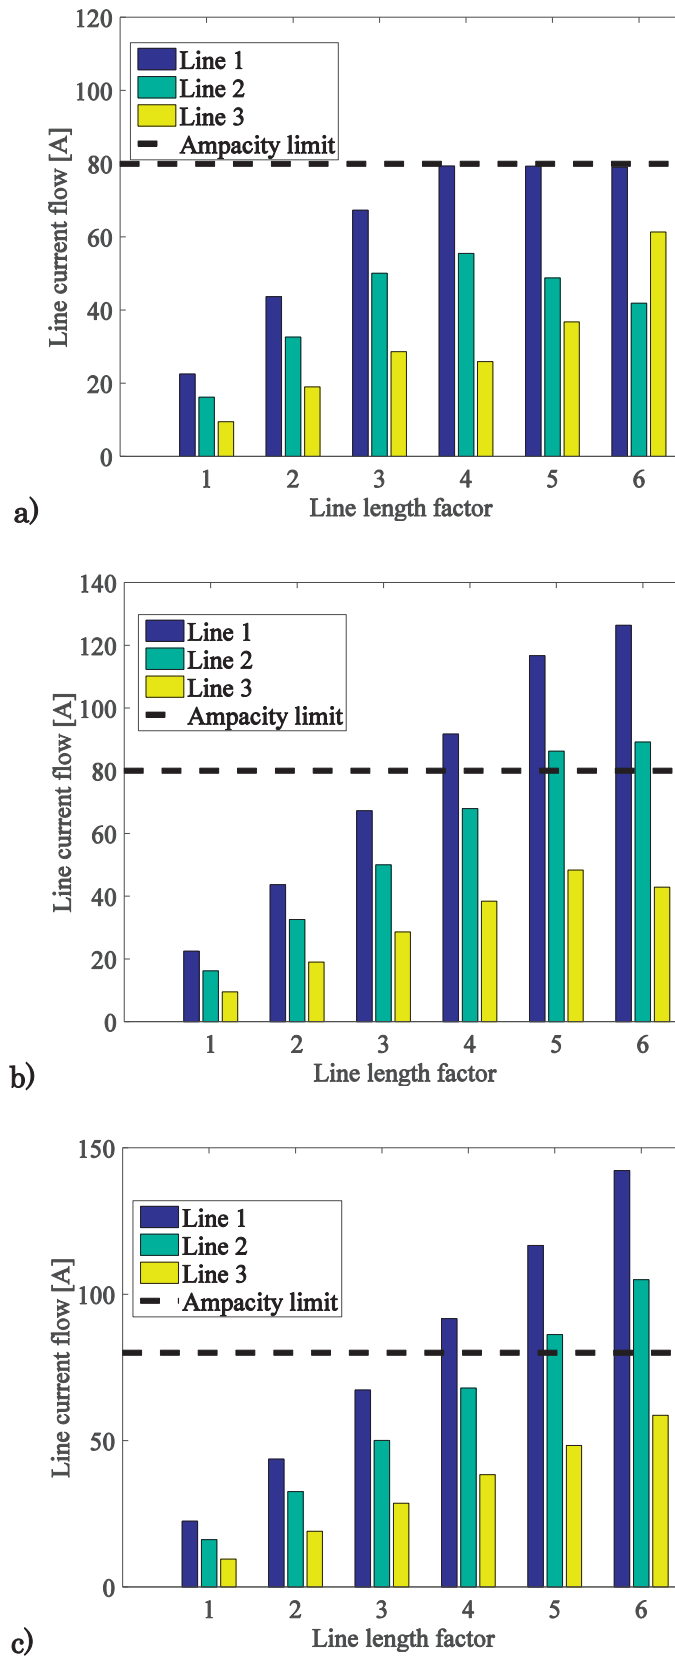 120
100
80
60
40
20
0
Line current flow [A]
Line 1
Line 2
Line 3
Ampacity limit
1 2 3 4 5 6
Line length factor
a)
140
120
100
80
60
40
20
0
Line current flow [A]
Line 1
Line 2
Line 3
Ampacity limit
1 2 3 4 5 6
Line length factor
b)
150
100
50
0
Line current flow [A]
Line 1
Line 2
Line 3
Ampacity limit
1 2 3 4 5 6
Line length factor
c)